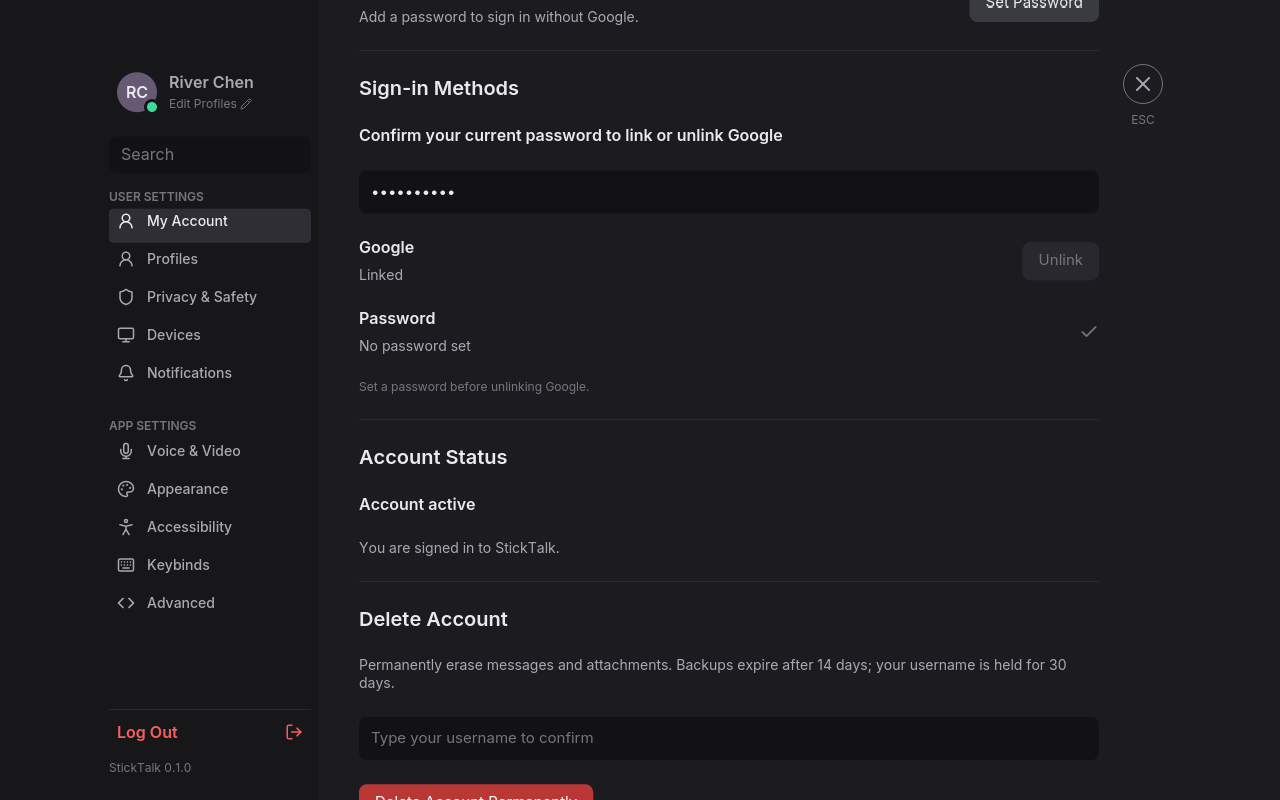 RC
River Chen
Edit Profiles
Search
USER SETTINGS
My Account
Profiles
Privacy & Safety
Devices
Notifications
APP SETTINGS
Voice & Video
Appearance
Accessibility
Keybinds
Advanced
Log Out
StickTalk 0.1.0
Add a password to sign in without Google.
Set Password
Sign-in Methods
Confirm your current password to link or unlink Google
••••••••••
Google
Linked
Unlink
Password
No password set
Set a password before unlinking Google.
Account Status
Account active
You are signed in to StickTalk.
Delete Account
Permanently erase messages and attachments. Backups expire after 14 days; your username is held for 30
days.
Type your username to confirm
Delete Account Permanently
ESC